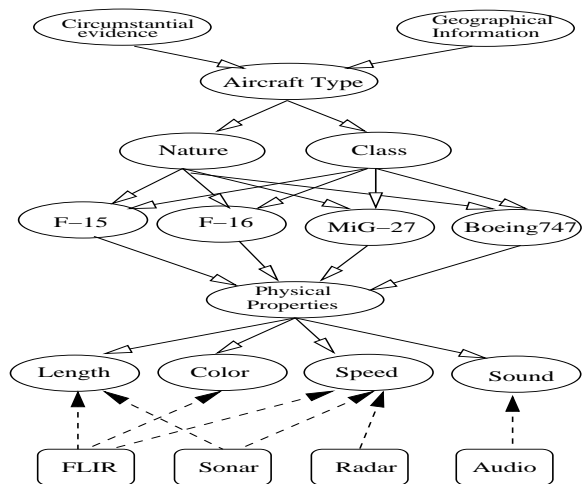 Circumstantial
evidence
Geographical
Information
Aircraft Type
Nature
Class
F–15
F–16
MiG–27
Boeing747
Physical
Properties
Length
Color
Speed
Sound
FLIR
Sonar
Radar
Audio